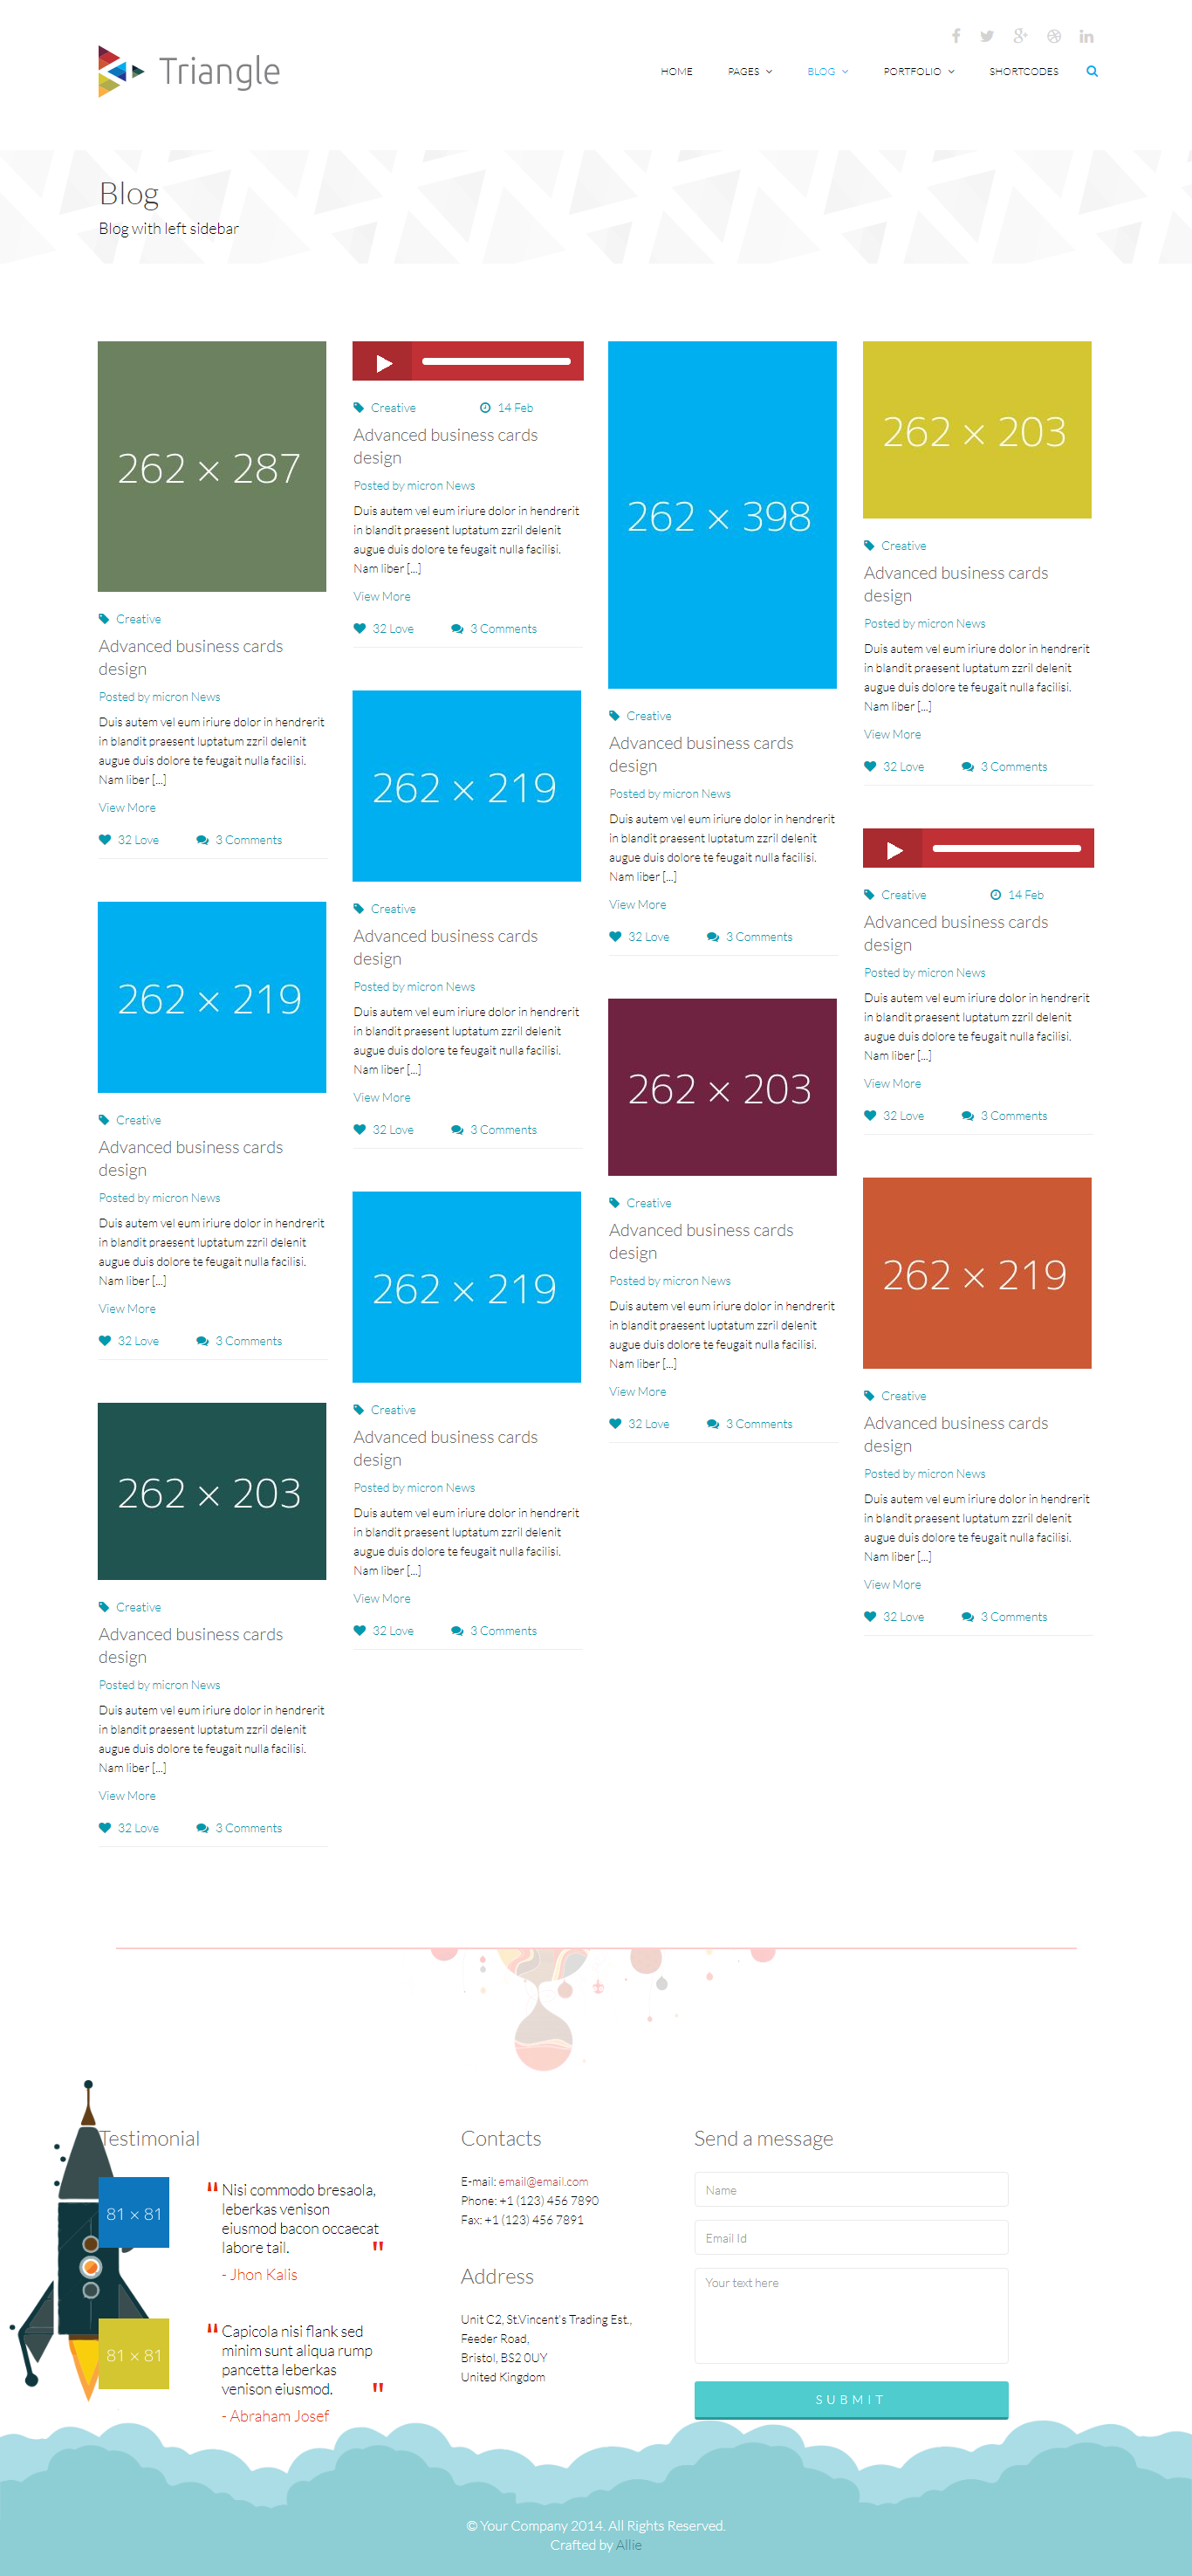 Triangle
HOME
PAGES
BLOG
PORTFOLIO
SHORTCODES
Blog
Blog with left sidebar
262 × 287
Creative
Advanced business cards
design
Posted by micron News
Duis autem vel eum iriure dolor in hendrerit
in blandit praesent luptatum zzril delenit
augue duis dolore te feugait nulla facilisi.
Nam liber [...]
View More
32 Love
3 Comments
262 × 219
Creative
Advanced business cards
design
Posted by micron News
Duis autem vel eum iriure dolor in hendrerit
in blandit praesent luptatum zzril delenit
augue duis dolore te feugait nulla facilisi.
Nam liber [...]
View More
32 Love
3 Comments
262 × 203
Creative
Advanced business cards
design
Posted by micron News
Duis autem vel eum iriure dolor in hendrerit
in blandit praesent luptatum zzril delenit
augue duis dolore te feugait nulla facilisi.
Nam liber [...]
View More
32 Love
3 Comments
Creative
14 Feb
Advanced business cards
design
Posted by micron News
Duis autem vel eum iriure dolor in hendrerit
in blandit praesent luptatum zzril delenit
augue duis dolore te feugait nulla facilisi.
Nam liber [...]
View More
32 Love
3 Comments
262 × 219
Creative
Advanced business cards
design
Posted by micron News
Duis autem vel eum iriure dolor in hendrerit
in blandit praesent luptatum zzril delenit
augue duis dolore te feugait nulla facilisi.
Nam liber [...]
View More
32 Love
3 Comments
262 × 219
Creative
Advanced business cards
design
Posted by micron News
Duis autem vel eum iriure dolor in hendrerit
in blandit praesent luptatum zzril delenit
augue duis dolore te feugait nulla facilisi.
Nam liber [...]
View More
32 Love
3 Comments
262 × 398
Creative
Advanced business cards
design
Posted by micron News
Duis autem vel eum iriure dolor in hendrerit
in blandit praesent luptatum zzril delenit
augue duis dolore te feugait nulla facilisi.
Nam liber [...]
View More
32 Love
3 Comments
262 × 203
Creative
Advanced business cards
design
Posted by micron News
Duis autem vel eum iriure dolor in hendrerit
in blandit praesent luptatum zzril delenit
augue duis dolore te feugait nulla facilisi.
Nam liber [...]
View More
32 Love
3 Comments
262 × 203
Creative
Advanced business cards
design
Posted by micron News
Duis autem vel eum iriure dolor in hendrerit
in blandit praesent luptatum zzril delenit
augue duis dolore te feugait nulla facilisi.
Nam liber [...]
View More
32 Love
3 Comments
Creative
14 Feb
Advanced business cards
design
Posted by micron News
Duis autem vel eum iriure dolor in hendrerit
in blandit praesent luptatum zzril delenit
augue duis dolore te feugait nulla facilisi.
Nam liber [...]
View More
32 Love
3 Comments
262 × 219
Creative
Advanced business cards
design
Posted by micron News
Duis autem vel eum iriure dolor in hendrerit
in blandit praesent luptatum zzril delenit
augue duis dolore te feugait nulla facilisi.
Nam liber [...]
View More
32 Love
3 Comments
Testimonial
81 × 81
" Nisi commodo bresaola,
leberkas venison
eiusmod bacon occaecat
labore tail. "
- Jhon Kalis
81 × 81
" Capicola nisi flank sed
minim sunt aliqua rump
pancetta leberkas
venison eiusmod. "
- Abraham Josef
Contacts
E-mail: email@email.com
Phone: +1 (123) 456 7890
Fax: +1 (123) 456 7891
Address
Unit C2, St.Vincent's Trading Est.,
Feeder Road,
Bristol, BS2 0UY
United Kingdom
Send a message
Name
Email Id
Your text here
SUBMIT
© Your Company 2014. All Rights Reserved.
Crafted by Allie